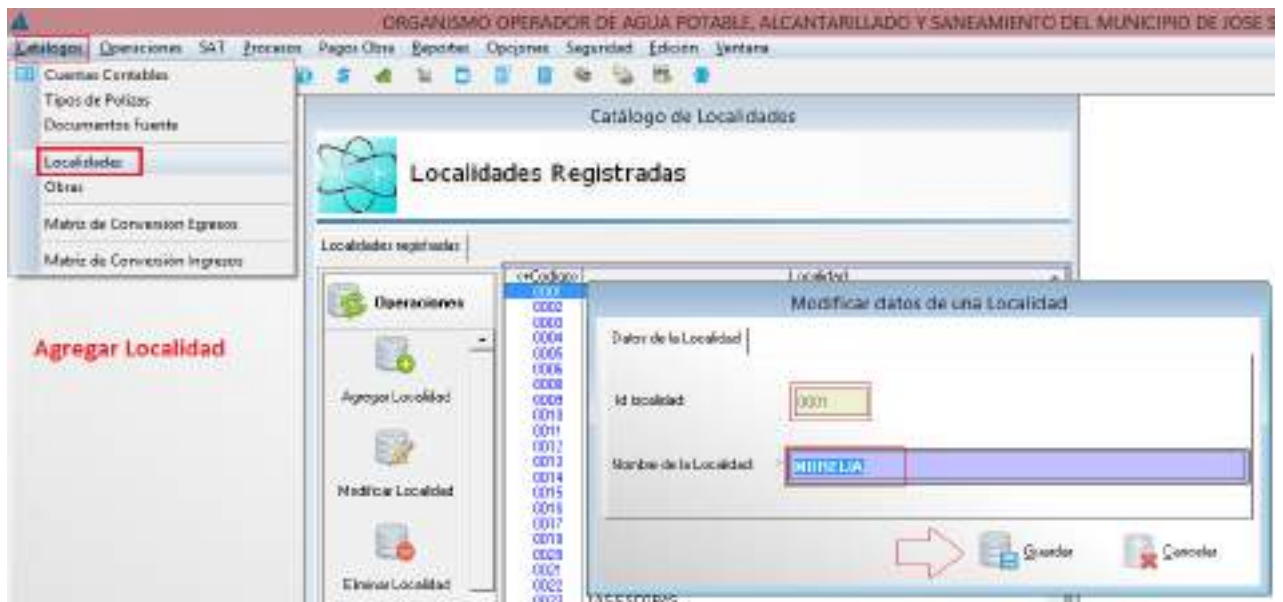 ORGANISMO OPERADOR DE AGUA POTABLE, ALCANTARILLADO Y SANEAMIENTO DEL MUNICIPIO DE JOSE S
Catálogos Operaciones SAT Procesos Pagos Obra Reportes Opciones Seguridad Edición Ventana
Cuentas Contables
Tipos de Polizas
Documentos Fuente
Localidades
Obras
Matriz de Conversion Egresos
Matriz de Conversión Ingresos
Agregar Localidad
Catálogo de Localidades
Localidades Registradas
Localidades registradas
Operaciones
Agregar Localidad
Modificar Localidad
Eliminar Localidad
<+Codigo> Localidad
0001
0002
0003
0004
0005
0006
0008
0009
0010
0011
0012
0013
0014
0015
0016
0017
0018
0020
0021
0022
0023
Modificar datos de una Localidad
Datos de la Localidad
Id localidad:
0001
Nombre de la Localidad:
Guardar
Cancelar